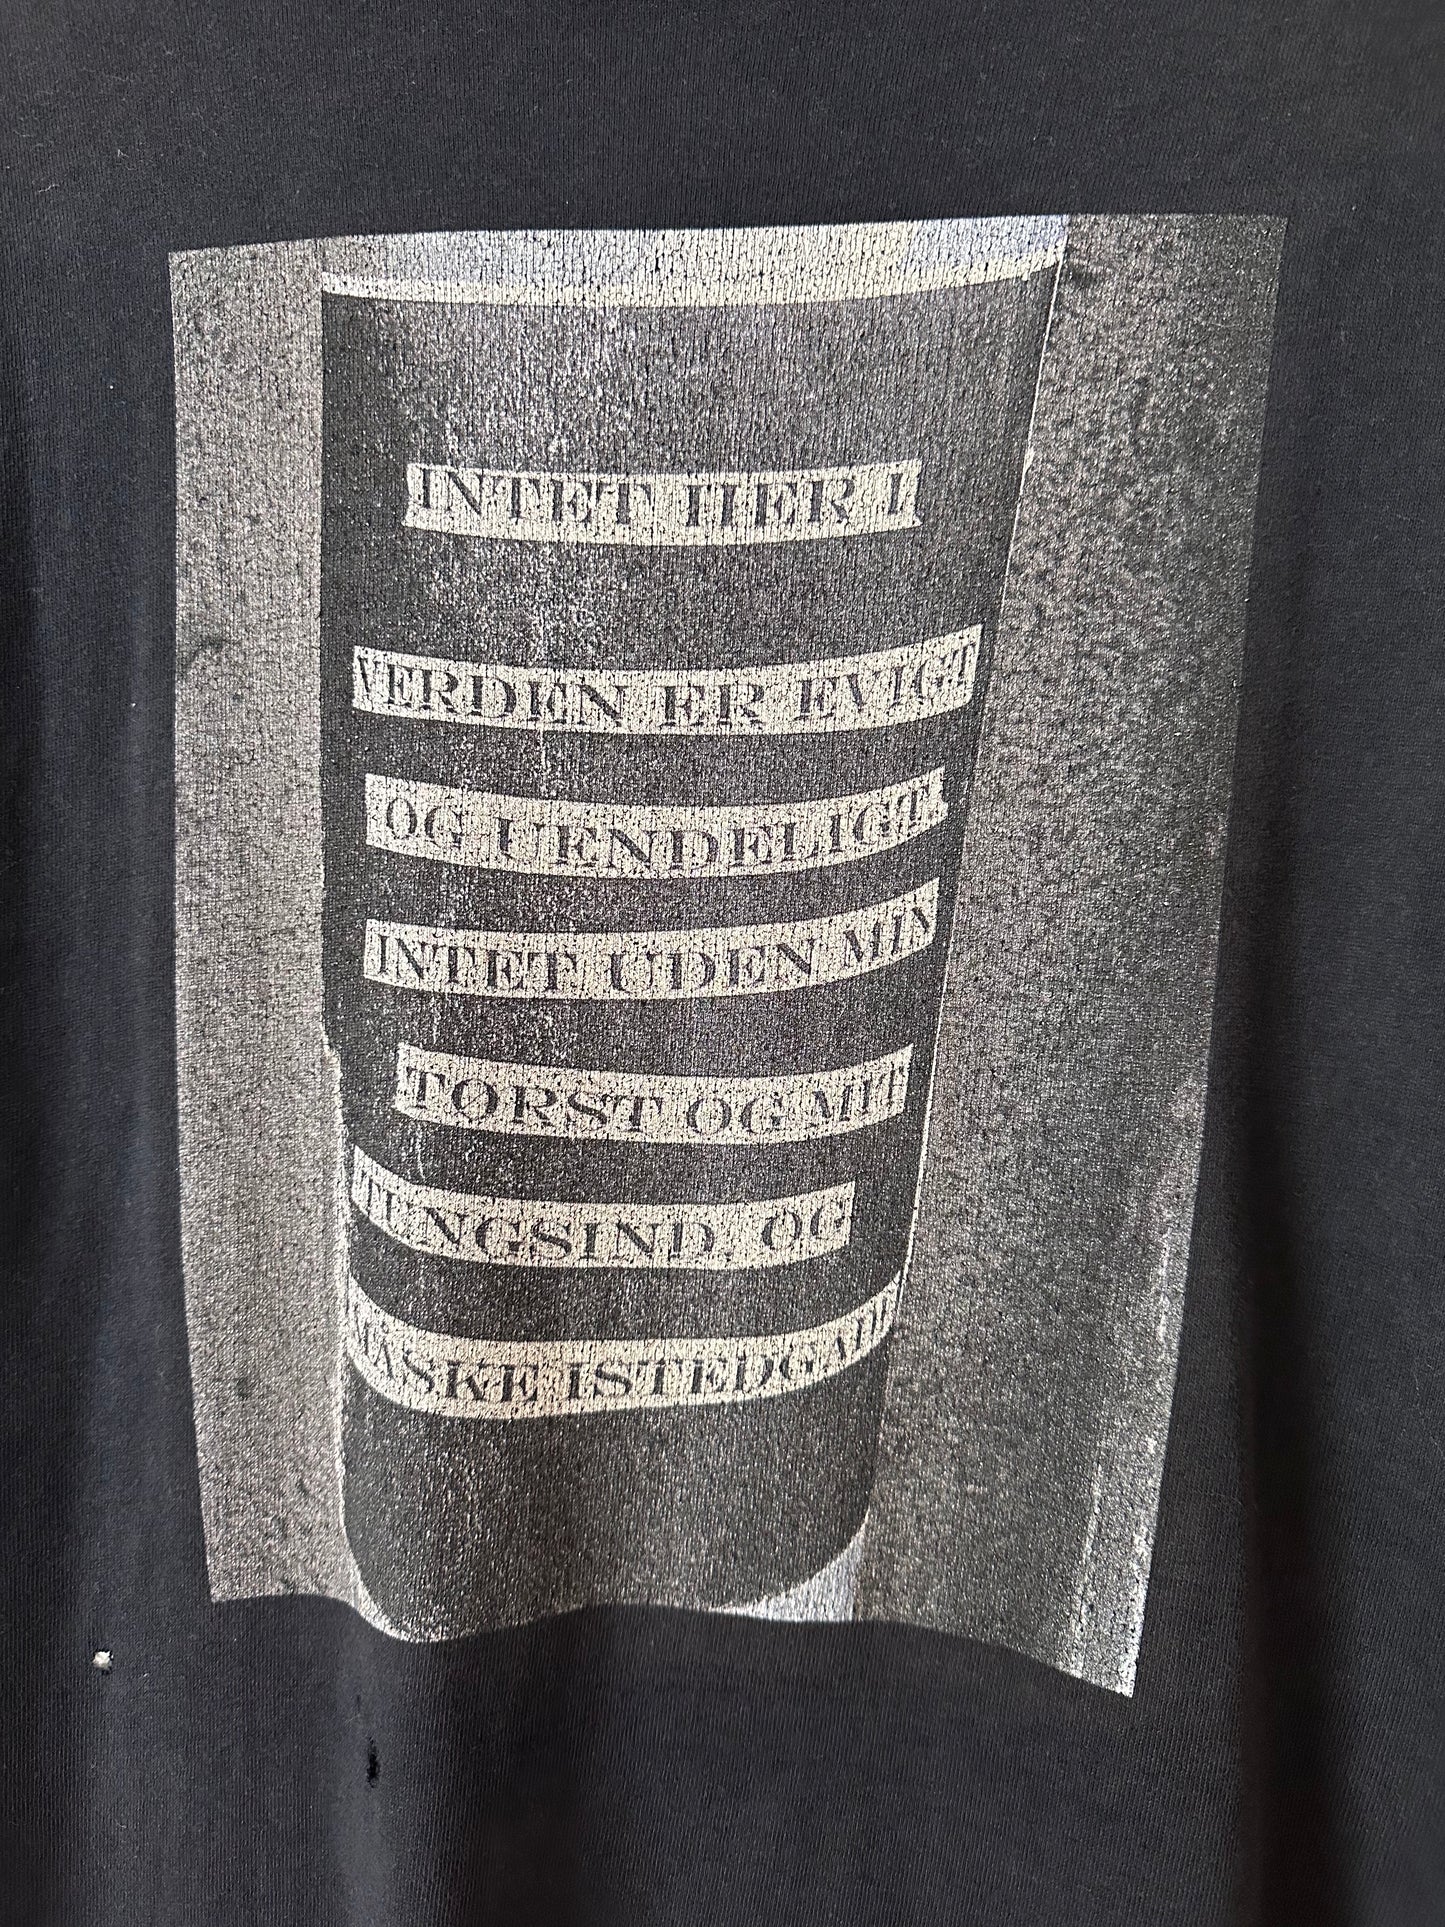 INTET HER I
VERDEN ER EVIGT
OG UENDELIGT.
INTET UDEN MIN
TØRST OG MIT
TUNGSIND, OG
MÅSKE ISTEDGADE